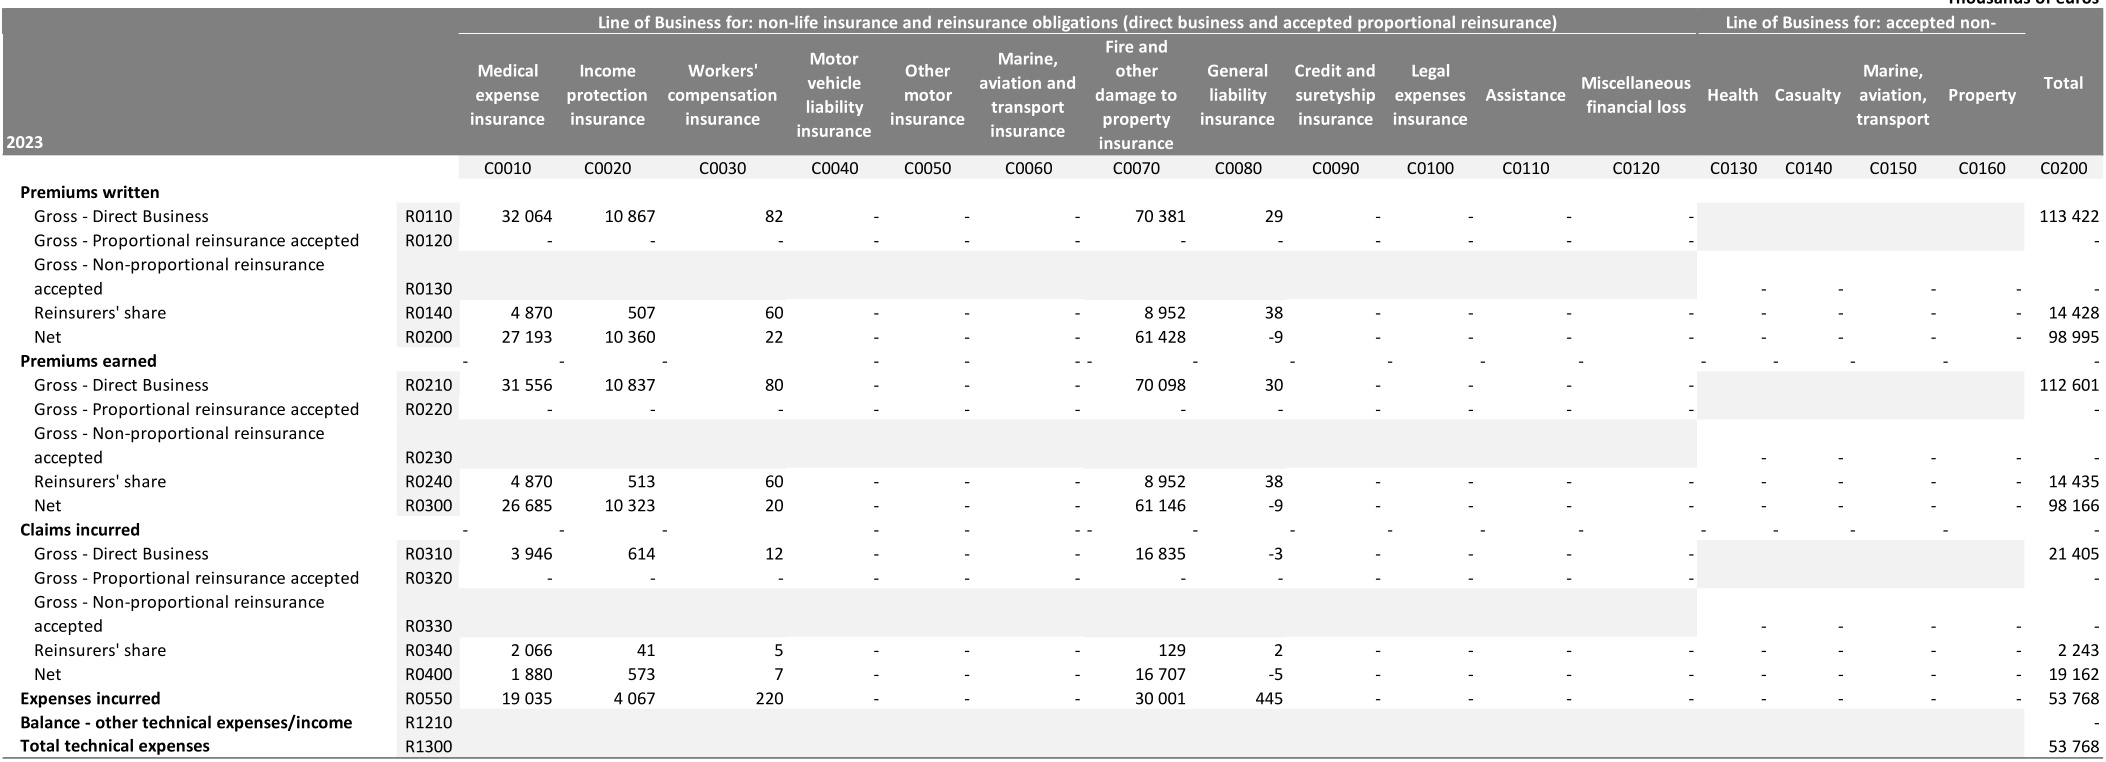 Thousands of euros
Line of Business for: non-life insurance and reinsurance obligations (direct business and accepted proportional reinsurance) Line of Business for: accepted non-
2023 Medical expense insurance Income protection insurance Workers' compensation insurance Motor vehicle liability insurance Other motor insurance Marine, aviation and transport insurance Fire and other damage to property insurance General liability insurance Credit and suretyship insurance Legal expenses insurance Assistance Miscellaneous financial loss Health Casualty Marine, aviation, transport Property Total
C0010 C0020 C0030 C0040 C0050 C0060 C0070 C0080 C0090 C0100 C0110 C0120 C0130 C0140 C0150 C0160 C0200
Premiums written
Gross - Direct Business R0110 32 064 10 867 82 - - - 70 381 29 - - - - 113 422
Gross - Proportional reinsurance accepted R0120 - - - - - - - - - - - - -
Gross - Non-proportional reinsurance
accepted R0130 - - - - -
Reinsurers' share R0140 4 870 507 60 - - - 8 952 38 - - - - - - - - 14 428
Net R0200 27 193 10 360 22 - - - 61 428 -9 - - - - - - - - 98 995
Premiums earned - - - - - - - - - - - - - - - - -
Gross - Direct Business R0210 31 556 10 837 80 - - - 70 098 30 - - - - 112 601
Gross - Proportional reinsurance accepted R0220 - - - - - - - - - - - - -
Gross - Non-proportional reinsurance
accepted R0230 - - - - -
Reinsurers' share R0240 4 870 513 60 - - - 8 952 38 - - - - - - - - 14 435
Net R0300 26 685 10 323 20 - - - 61 146 -9 - - - - - - - - 98 166
Claims incurred - - - - - - - - - - - - - - - - -
Gross - Direct Business R0310 3 946 614 12 - - - 16 835 -3 - - - - 21 405
Gross - Proportional reinsurance accepted R0320 - - - - - - - - - - - - -
Gross - Non-proportional reinsurance
accepted R0330 - - - - -
Reinsurers' share R0340 2 066 41 5 - - - 129 2 - - - - - - - - 2 243
Net R0400 1 880 573 7 - - - 16 707 -5 - - - - - - - - 19 162
Expenses incurred R0550 19 035 4 067 220 - - - 30 001 445 - - - - - - - - 53 768
Balance - other technical expenses/income R1210 -
Total technical expenses R1300 53 768